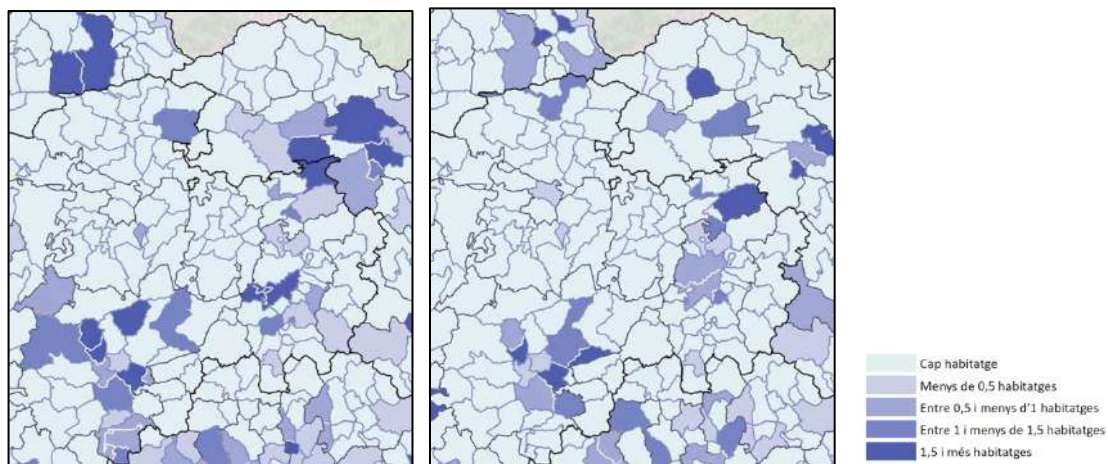 Cap habitatge
Menys de 0,5 habitatges
Entre 0,5 i menys d'1 habitatges
Entre 1 i menys de 1,5 habitatges
1,5 i més habitatges